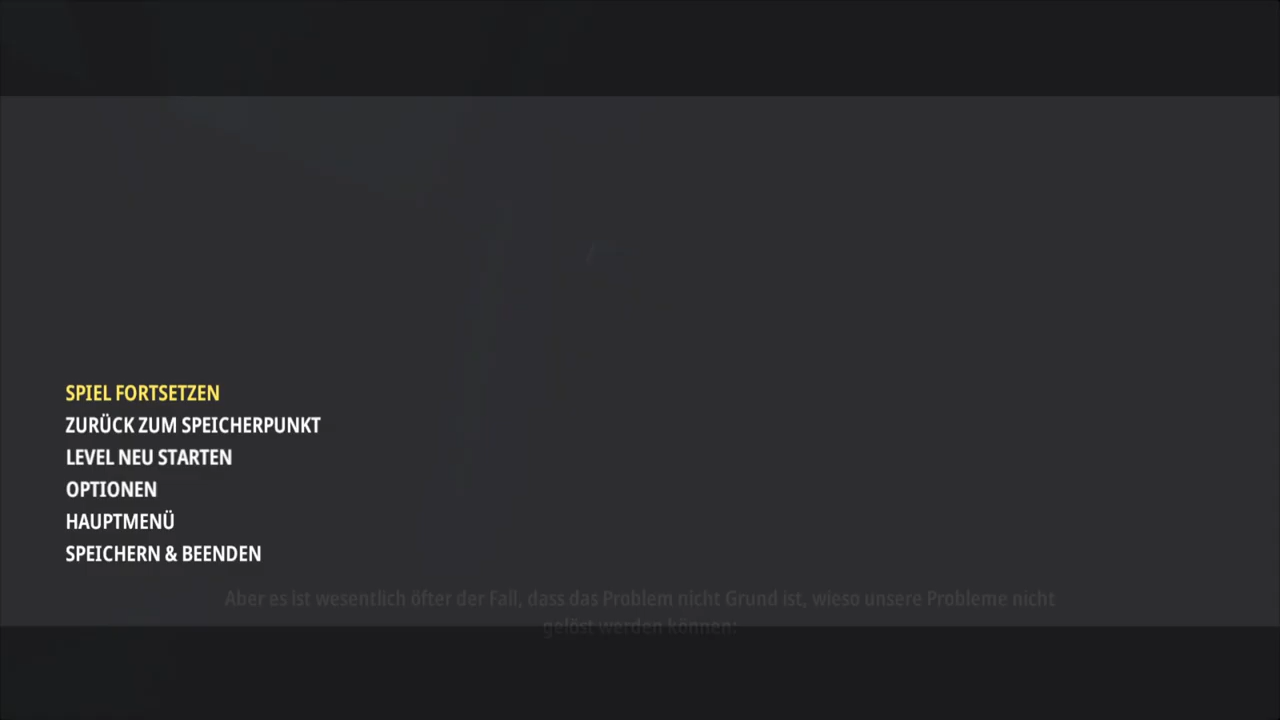 SPIEL FORTSETZEN
ZURÜCK ZUM SPEICHERPUNKT
LEVEL NEU STARTEN
OPTIONEN
HAUPTMENÜ
SPEICHERN & BEENDEN
Aber es ist wesentlich öfter der Fall, dass das Problem nicht Grund ist, wieso unsere Probleme nicht
gelöst werden können: